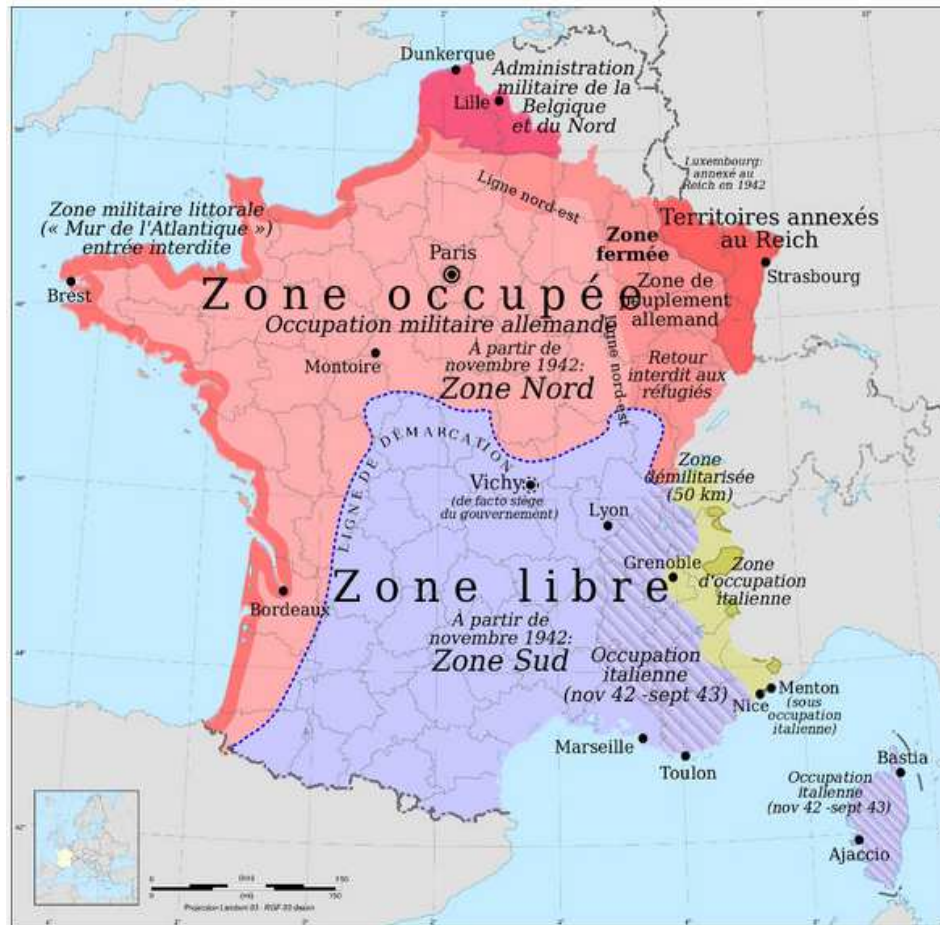 Dunkerque
Lille
Administration
militaire de la
Belgique
et du Nord
Luxembourg:
annexé au
Reich en 1942
Ligne nord-est
Zone militaire littorale
(« Mur de l'Atlantique »)
entrée interdite
Territoires annexés
au Reich
Strasbourg
Zone
fermée
Paris
Brest
Zone occupée
Zone de
peuplement
allemand
Occupation militaire allemande
ligne nord-est
Montoire
À partir de
novembre 1942:
Zone Nord
Retour
interdit aux
réfugiés
LIGNE DE DÉMARCATION
Vichy
(de facto siège
du gouvernement)
Zone
démilitarisée
(50 km)
Lyon
Grenoble
Zone
d'occupation
italienne
Zone libre
Bordeaux
À partir de
novembre 1942:
Zone Sud
Occupation
italienne
(nov 42 -sept 43)
Nice
Menton
(sous
occupation
italienne)
Marseille
Toulon
Bastia
Occupation
italienne
(nov 42 -sept 43)
Ajaccio
(km)
(mi)
150